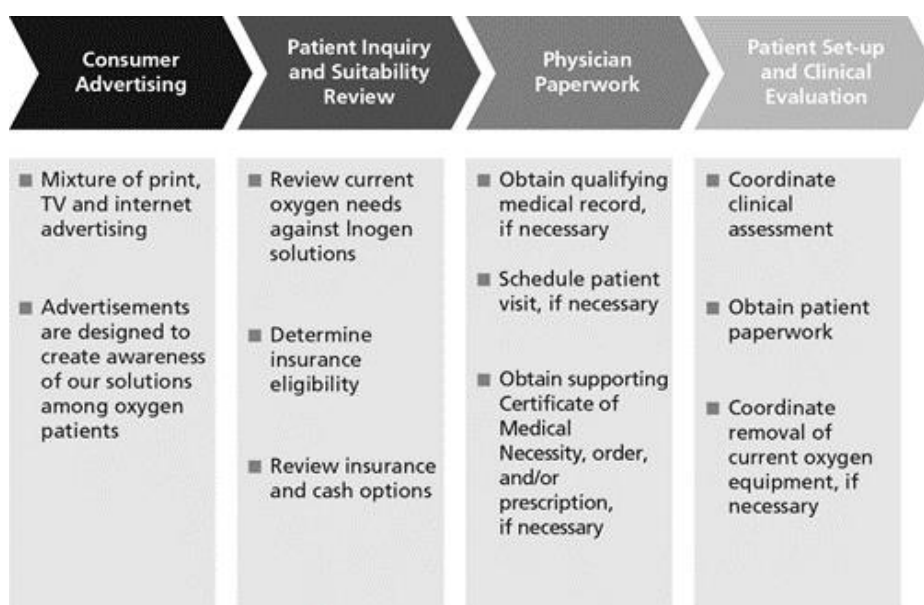 Consumer
Advertising
Patient Inquiry
and Suitability
Review
Physician
Paperwork
Patient Set-up
and Clinical
Evaluation
■ Mixture of print,
TV and internet
advertising
■ Advertisements
are designed to
create awareness
of our solutions
among oxygen
patients
■ Review current
oxygen needs
against Inogen
solutions
■ Determine
insurance
eligibility
■ Review insurance
and cash options
■ Obtain qualifying
medical record,
if necessary
■ Schedule patient
visit, if necessary
■ Obtain supporting
Certificate of
Medical
Necessity, order,
and/or
prescription,
if necessary
■ Coordinate
clinical
assessment
■ Obtain patient
paperwork
■ Coordinate
removal of
current oxygen
equipment, if
necessary